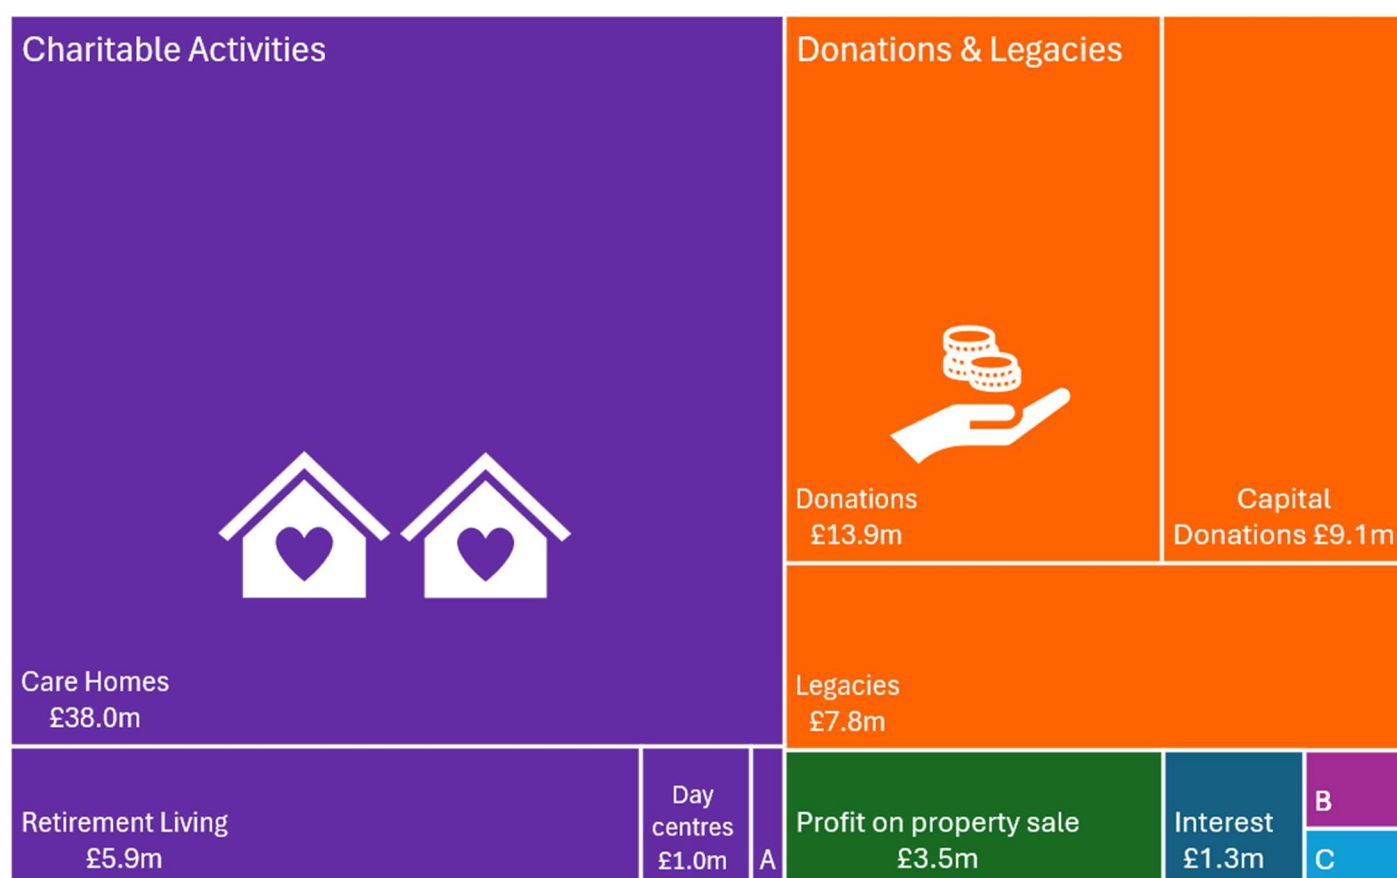 Charitable Activities
Care Homes
£38.0m
Retirement Living
£5.9m
Day
centres
£1.0m
A
Donations & Legacies
Donations
£13.9m
Capital
Donations £9.1m
Legacies
£7.8m
Profit on property sale
£3.5m
Interest
£1.3m
B
C